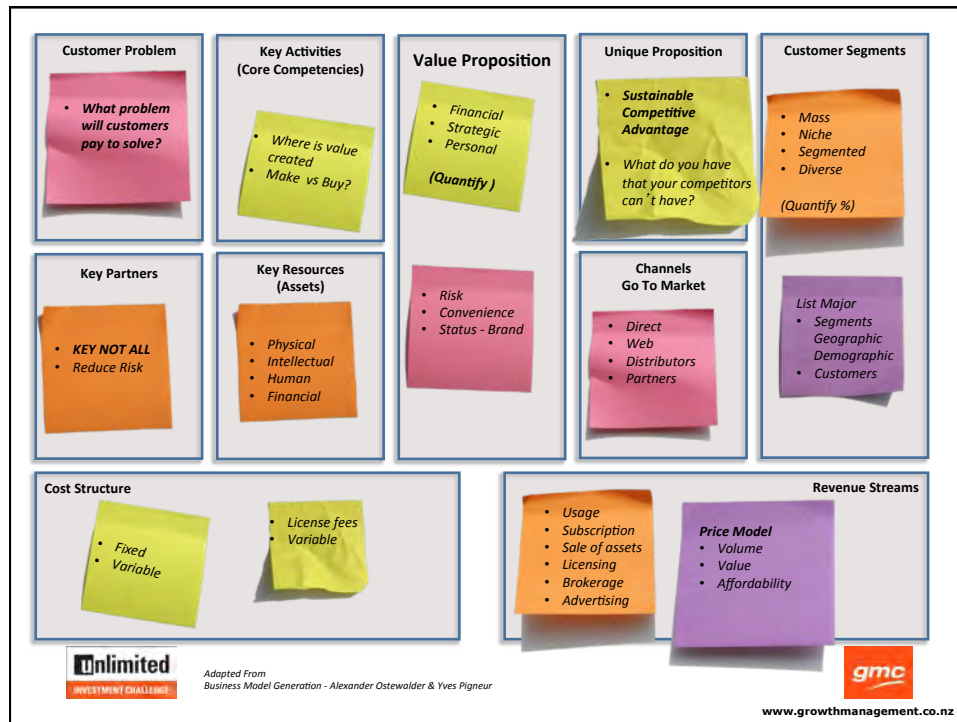 Customer Problem
• What problem
will customers
pay to solve?
Key Activities
(Core Competencies)
• Where is value
created
• Make vs Buy?
Value Proposition
• Financial
• Strategic
• Personal
(Quantify )
• Risk
• Convenience
• Status - Brand
Unique Proposition
• Sustainable
Competitive
Advantage
• What do you have
that your competitors
can't have?
Customer Segments
• Mass
• Niche
• Segmented
• Diverse
(Quantify %)
List Major
• Segments
Geographic
Demographic
• Customers
Key Partners
• KEY NOT ALL
• Reduce Risk
Key Resources
(Assets)
• Physical
• Intellectual
• Human
• Financial
Channels
Go To Market
• Direct
• Web
• Distributors
• Partners
Cost Structure
• Fixed
• Variable
• License fees
• Variable
Revenue Streams
• Usage
• Subscription
• Sale of assets
• Licensing
• Brokerage
• Advertising
Price Model
• Volume
• Value
• Affordability
unlimited
INVESTMENT CHALLENGE
Adapted From
Business Model Generation - Alexander Ostewalder & Yves Pigneur
gmc
www.growthmanagement.co.nz